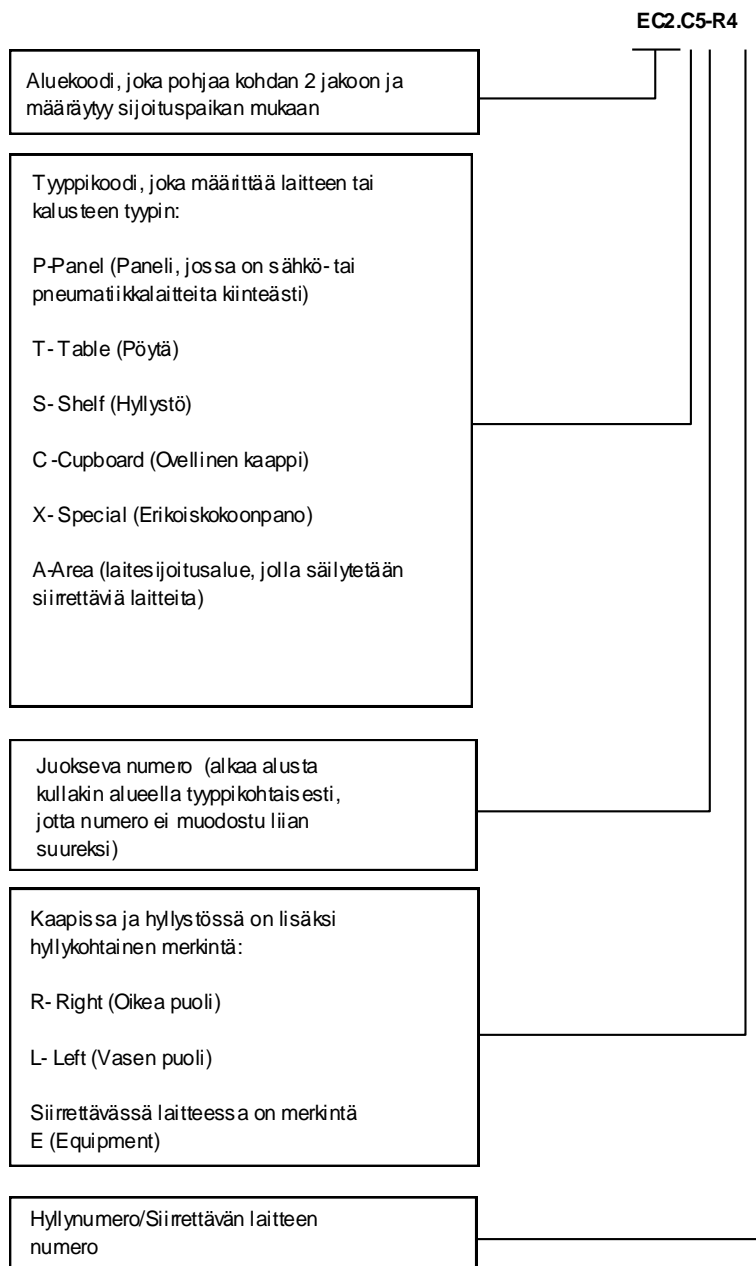 EC2.C5-R4
Aluekoodi, joka pohjaa kohdan 2 jakoon ja
määräytyy sijoituspaikan mukaan
Tyyppikoodi, joka määrittää laitteen tai
kalusteen tyypin:
P-Panel (Paneli, jossa on sähkö- tai
pneumatiikkalaitteita kiinteästi)
T- Table (Pöytä)
S- Shelf (Hyllystö)
C -Cupboard (Ovellinen kaappi)
X- Special (Erikoiskokoonpano)
A-Area (laitesijoitusalue, jolla säilytetään
siirrettäviä laitteita)
Juokseva numero (alkaa alusta
kullakin alueella tyyppikohtaisesti,
jotta numero ei muodostu liian
suureksi)
Kaapissa ja hyllystössä on lisäksi
hyllykohtainen merkintä:
R- Right (Oikea puoli)
L- Left (Vasen puoli)
Siirrettävässä laitteessa on merkintä
E (Equipment)
Hyllynumero/Siirrettävän laitteen
numero